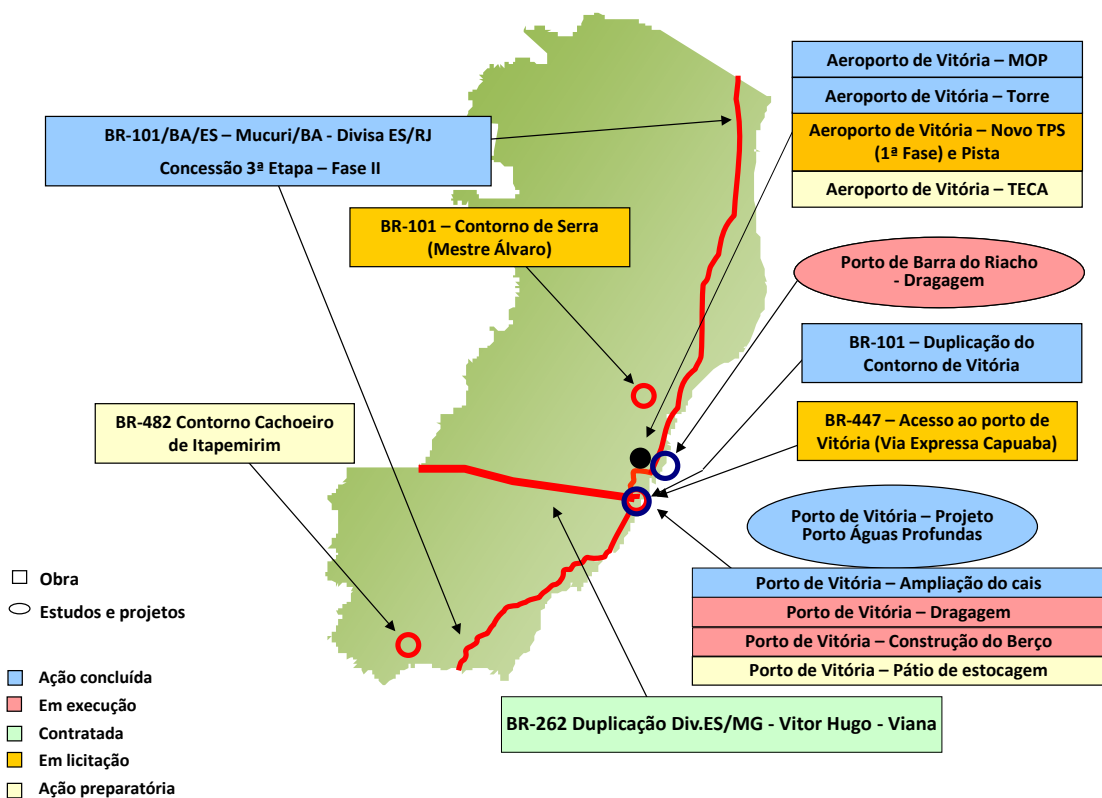 Aeroporto de Vitória – MOP
Aeroporto de Vitória – Torre
Aeroporto de Vitória – Novo TPS
(1ª Fase) e Pista
Aeroporto de Vitória – TECA
BR-101/BA/ES – Mucuri/BA - Divisa ES/RJ
Concessão 3ª Etapa – Fase II
BR-101 – Contorno de Serra
(Mestre Álvaro)
Porto de Barra do Riacho
- Dragagem
BR-101 – Duplicação do
Contorno de Vitória
BR-482 Contorno Cachoeiro
de Itapemirim
BR-447 – Acesso ao porto de
Vitória (Via Expressa Capuaba)
Porto de Vitória – Projeto
Porto Águas Profundas
Porto de Vitória – Ampliação do cais
Porto de Vitória – Dragagem
Porto de Vitória – Construção do Berço
Porto de Vitória – Pátio de estocagem
BR-262 Duplicação Div.ES/MG - Vitor Hugo - Viana
Obra
Estudos e projetos
Ação concluída
Em execução
Contratada
Em licitação
Ação preparatória